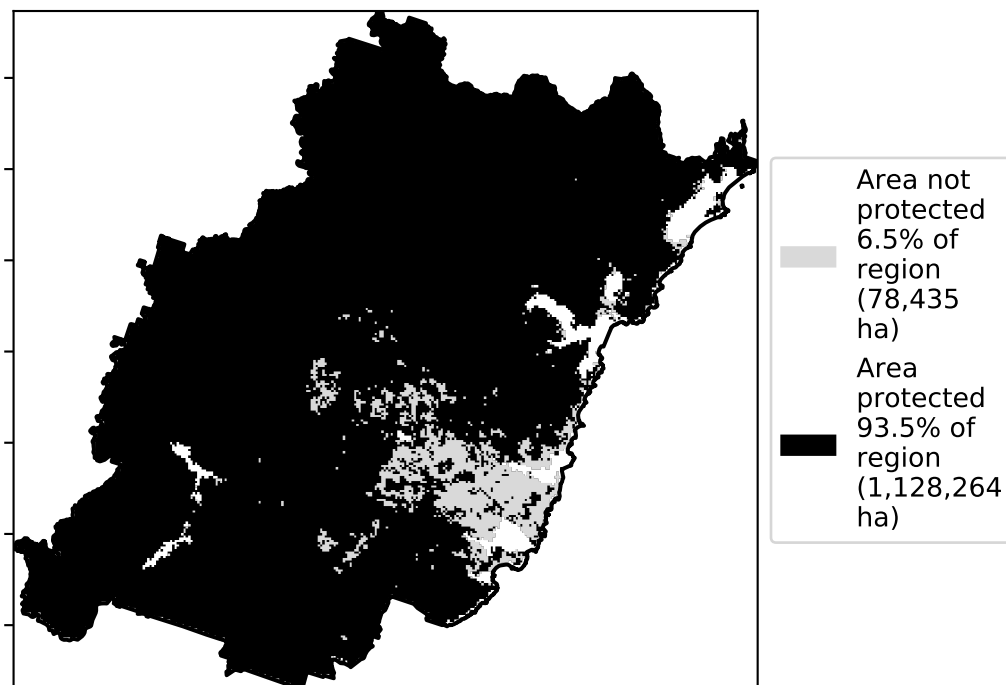 Area not
protected
6.5% of
region
(78,435
ha)
Area
protected
93.5% of
region
(1,128,264
ha)